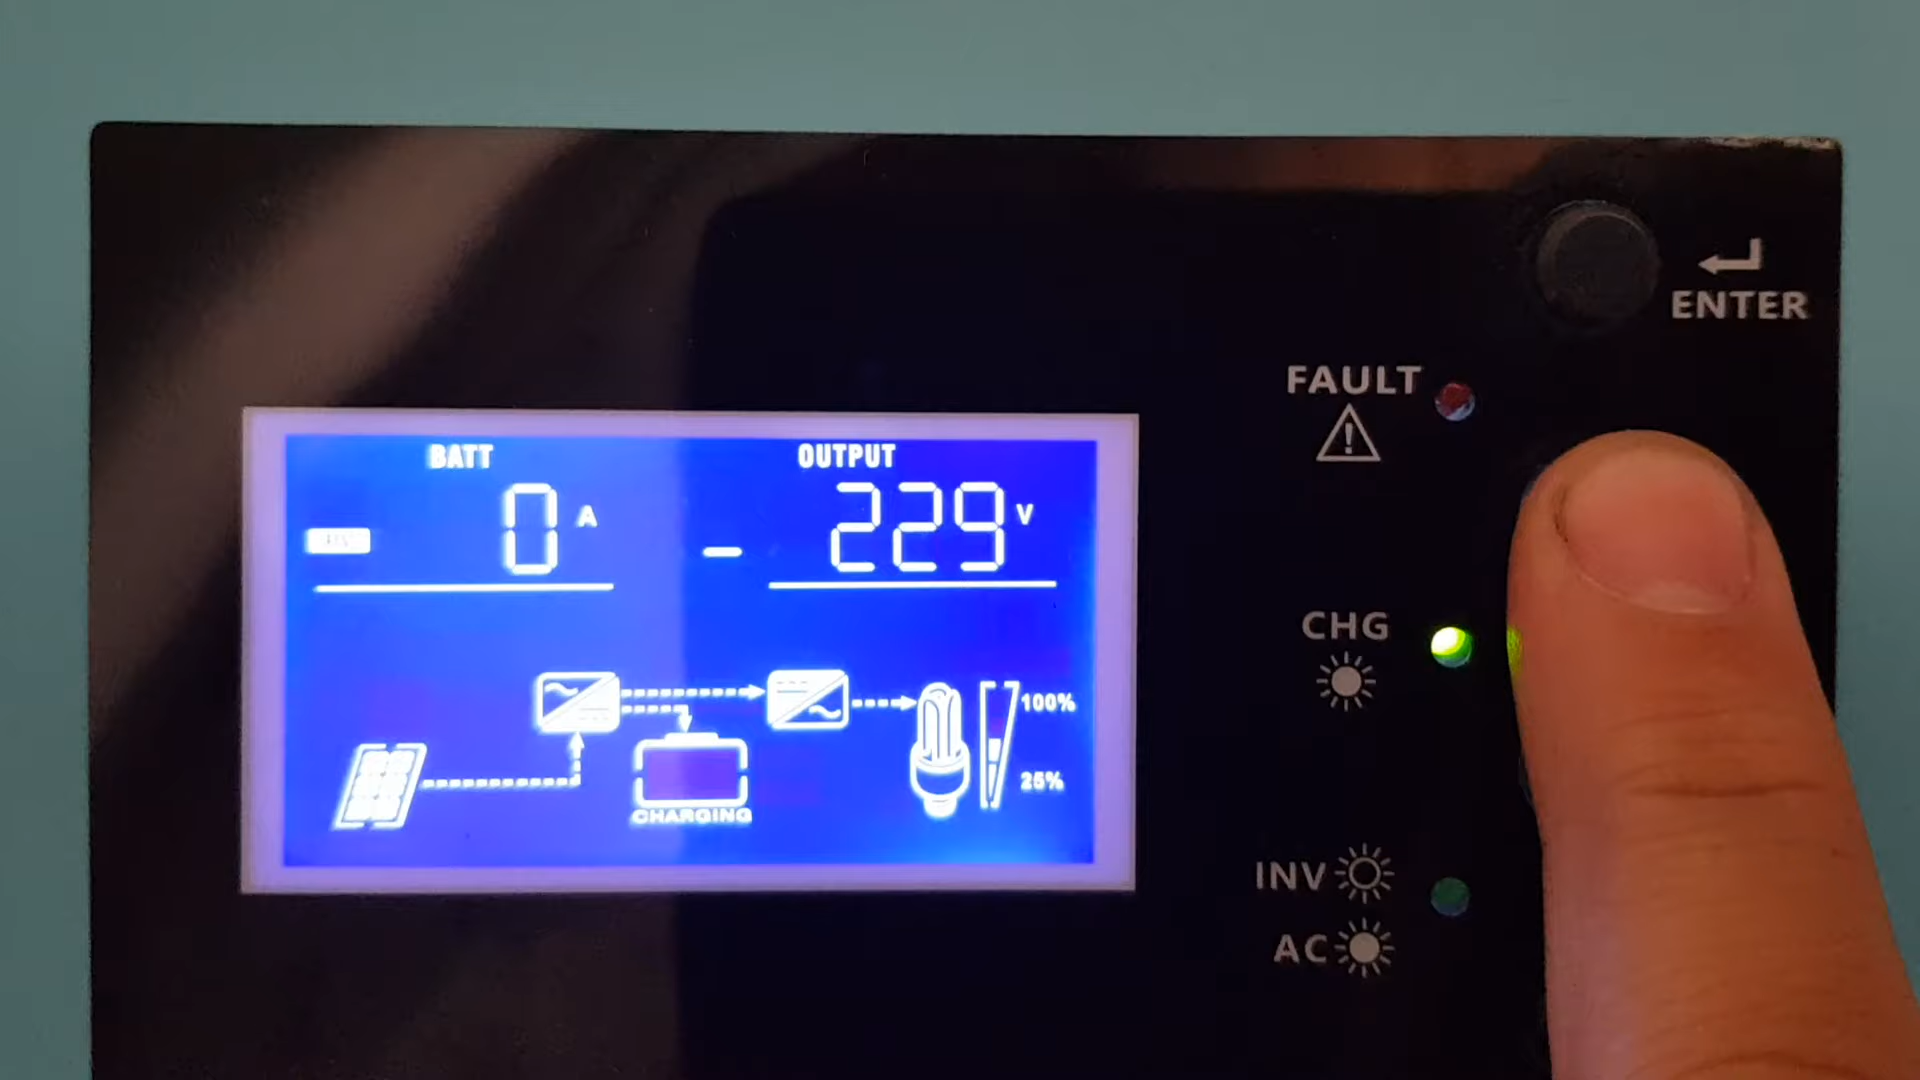 ENTER
FAULT
BATT OUTPUT
0 A 229 V
CHG
100%
25%
CHARGING
INV
AC